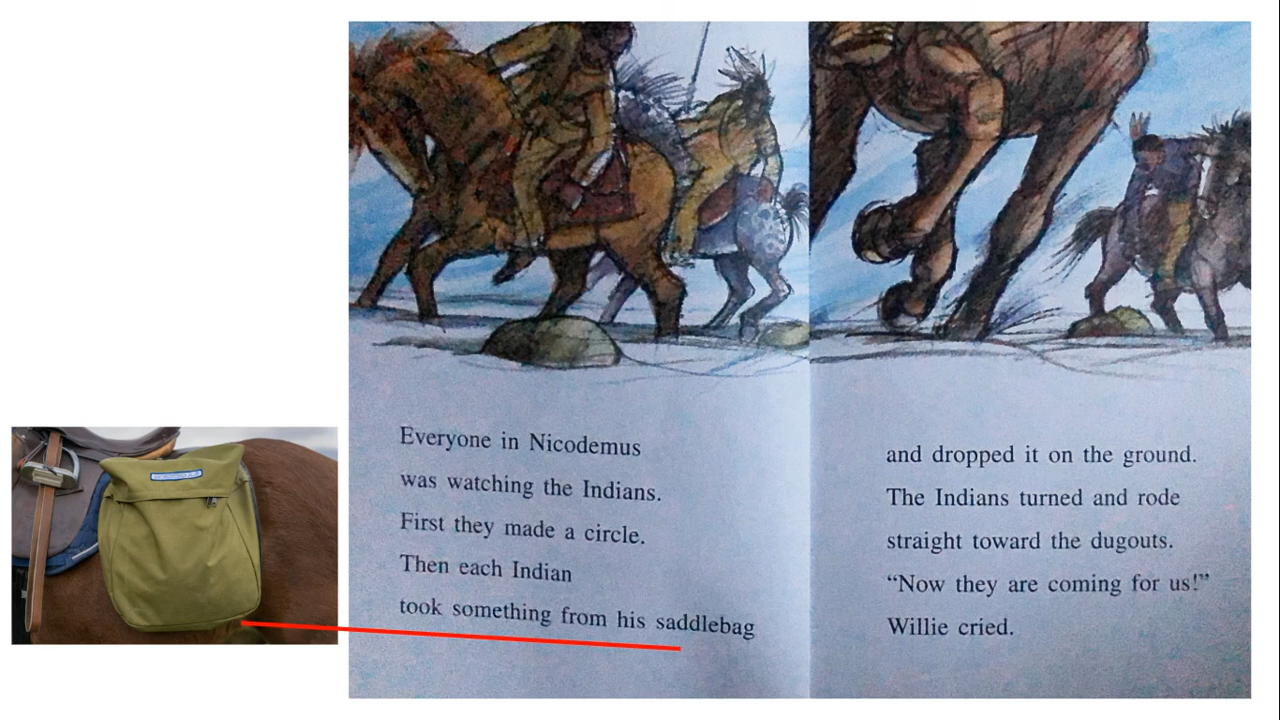 Everyone in Nicodemus
was watching the Indians.
First they made a circle.
Then each Indian
took something from his saddlebag
and dropped it on the ground.
The Indians turned and rode
straight toward the dugouts.
“Now they are coming for us!”
Willie cried.